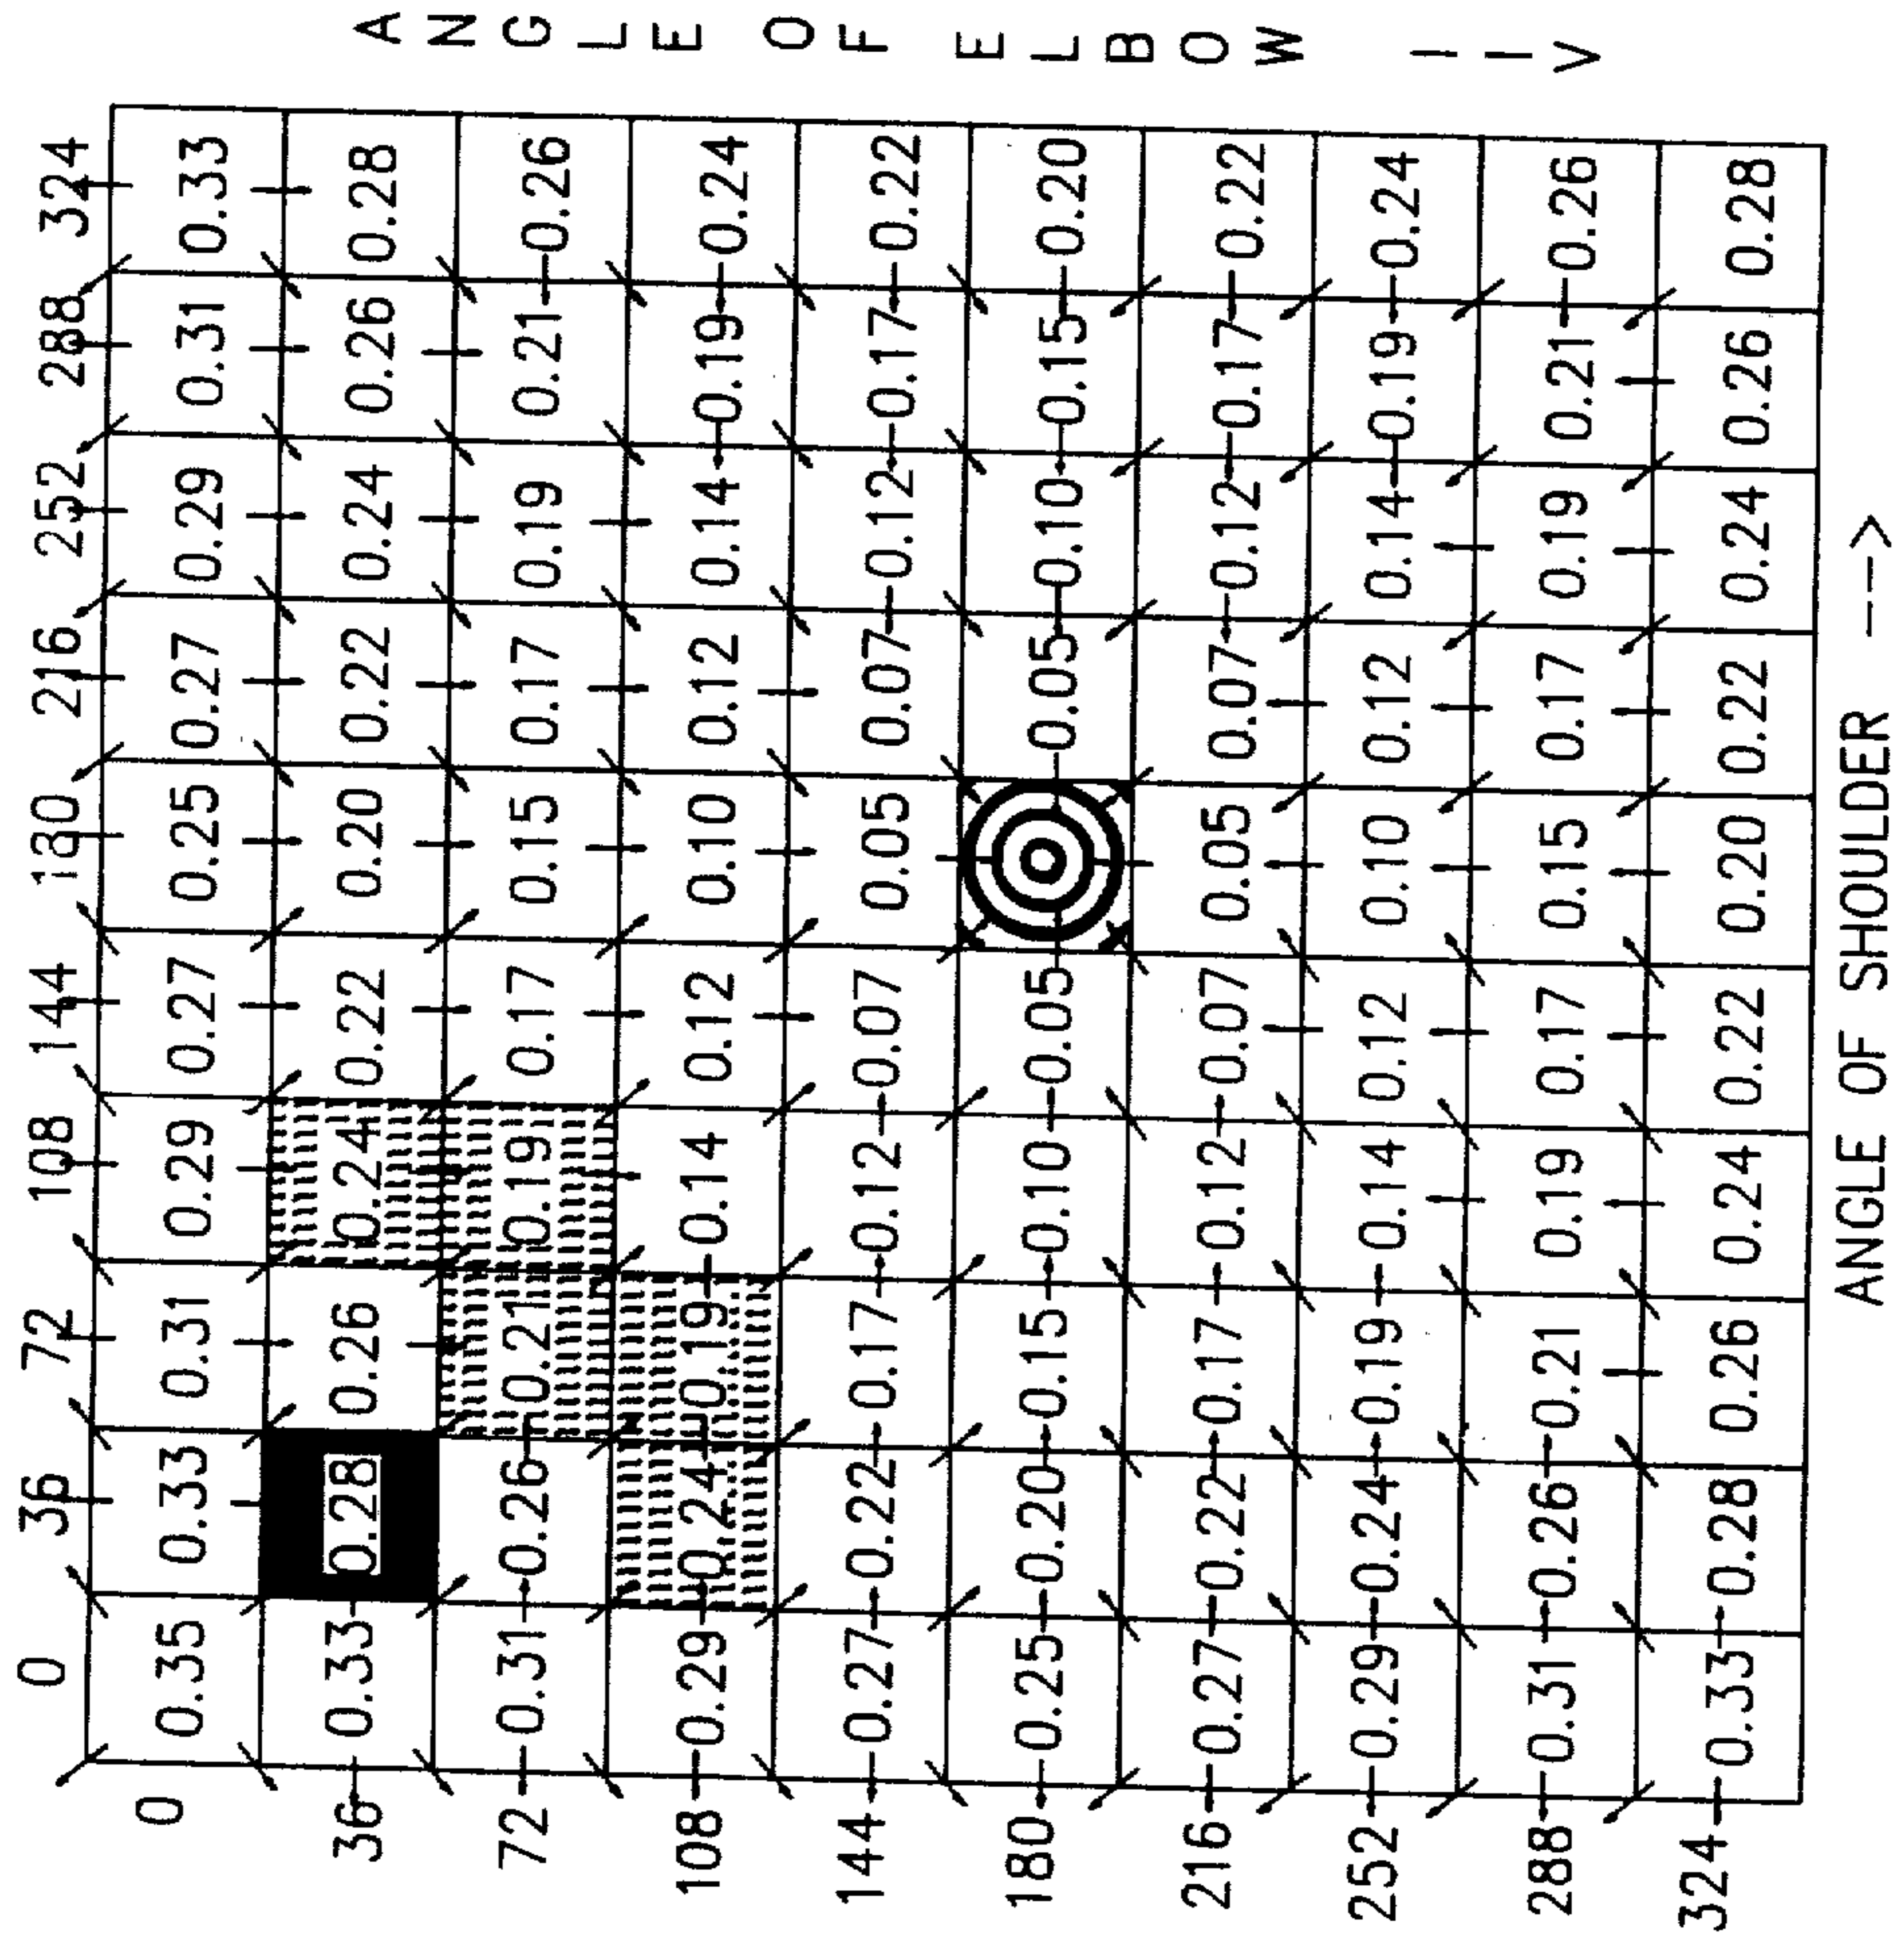 0 36 72 108 144 180 216 252 288 324
0 0.35 0.33 0.31 0.29 0.27 0.25 0.27 0.29 0.31 0.33
36 0.33 0.28 0.26 0.24 0.22 0.20 0.22 0.24 0.26 0.28
72 0.31 0.26 0.21 0.19 0.17 0.15 0.17 0.19 0.21 0.26
108 0.29 0.24 0.19 0.14 0.12 0.10 0.12 0.14 0.19 0.24
144 0.27 0.22 0.17 0.12 0.07 0.05 0.07 0.12 0.17 0.22
180 0.25 0.20 0.15 0.10 0.05 0.05 0.10 0.15 0.20
216 0.27 0.22 0.17 0.12 0.07 0.05 0.07 0.12 0.17 0.22
252 0.29 0.24 0.19 0.14 0.12 0.10 0.12 0.14 0.19 0.24
288 0.31 0.26 0.21 0.19 0.17 0.15 0.17 0.19 0.21 0.26
324 0.33 0.28 0.26 0.24 0.22 0.20 0.22 0.24 0.26 0.28
ANGLE OF SHOULDER -->
ANGLE OF ELBOW | | V